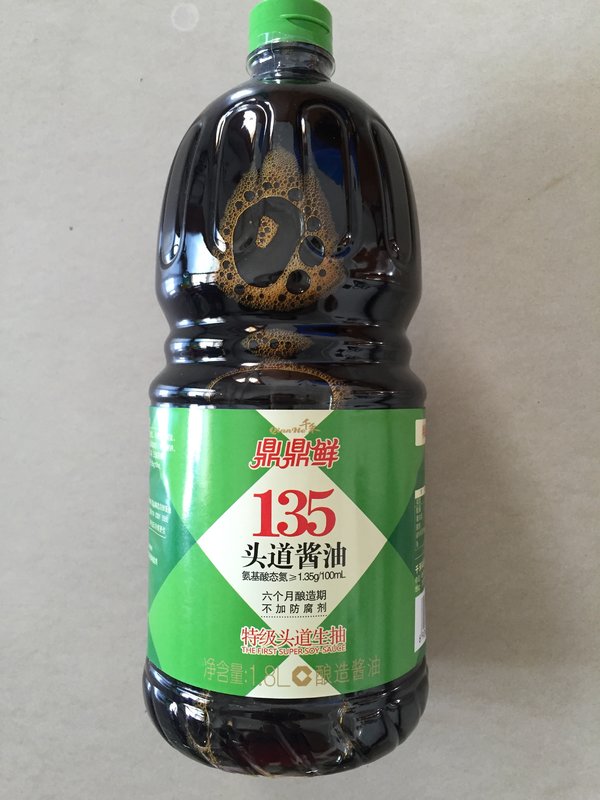 QianHe 千禾
鼎鼎鲜
135
头道酱油
氨基酸态氮≥1.35g/100mL
六个月酿造期
不加防腐剂
特级头道生抽
THE FIRST SUPER SOY-SAUCE
净含量:1.8L 酿造酱油